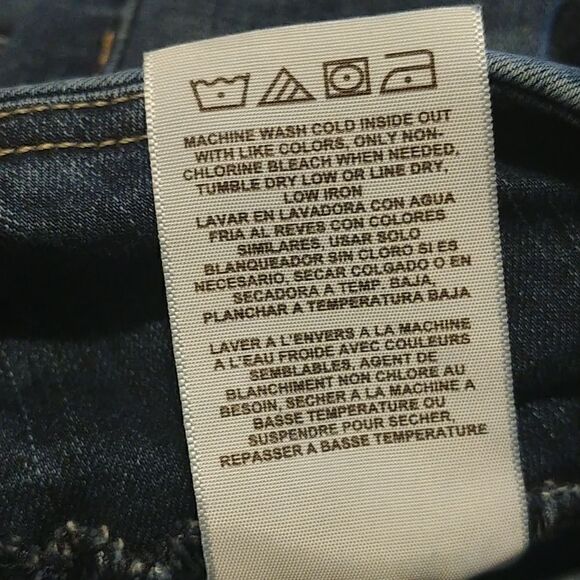 MACHINE WASH COLD INSIDE OUT
WITH LIKE COLORS, ONLY NON-
CHLORINE BLEACH WHEN NEEDED,
TUMBLE DRY LOW OR LINE DRY,
LOW IRON
LAVAR EN LAVADORA CON AGUA
FRIA AL REVES CON COLORES
SIMILARES, USAR SOLO
BLANQUEADOR SIN CLORO SI ES
NECESARIO, SECAR COLGADO O EN
SECADORA A TEMP. BAJA,
PLANCHAR A TEMPERATURA BAJA
LAVER A L'ENVERS A LA MACHINE
A L'EAU FROIDE AVEC COULEURS
SEMBLABLES, AGENT DE
BLANCHIMENT NON CHLORE AU
BESOIN, SECHER A LA MACHINE A
BASSE TEMPERATURE OU
SUSPENDRE POUR SECHER,
REPASSER A BASSE TEMPERATURE